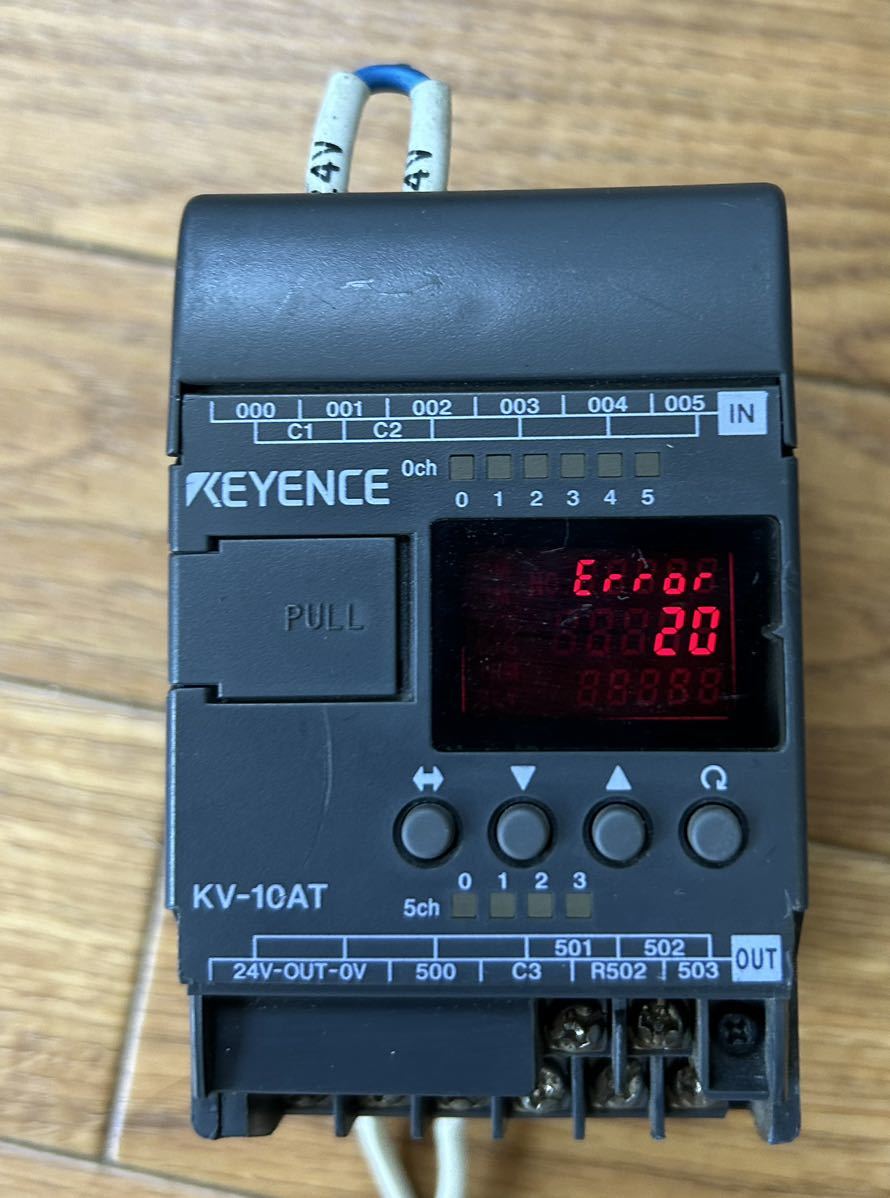 24V 24V
000 001 002 003 004 005 IN
C1 C2
KEYENCE 0ch
0 1 2 3 4 5
PULL
Error
20
KV-10AT
0 1 2 3
5ch
501 502 OUT
24V-OUT-0V 500 C3 R502 503